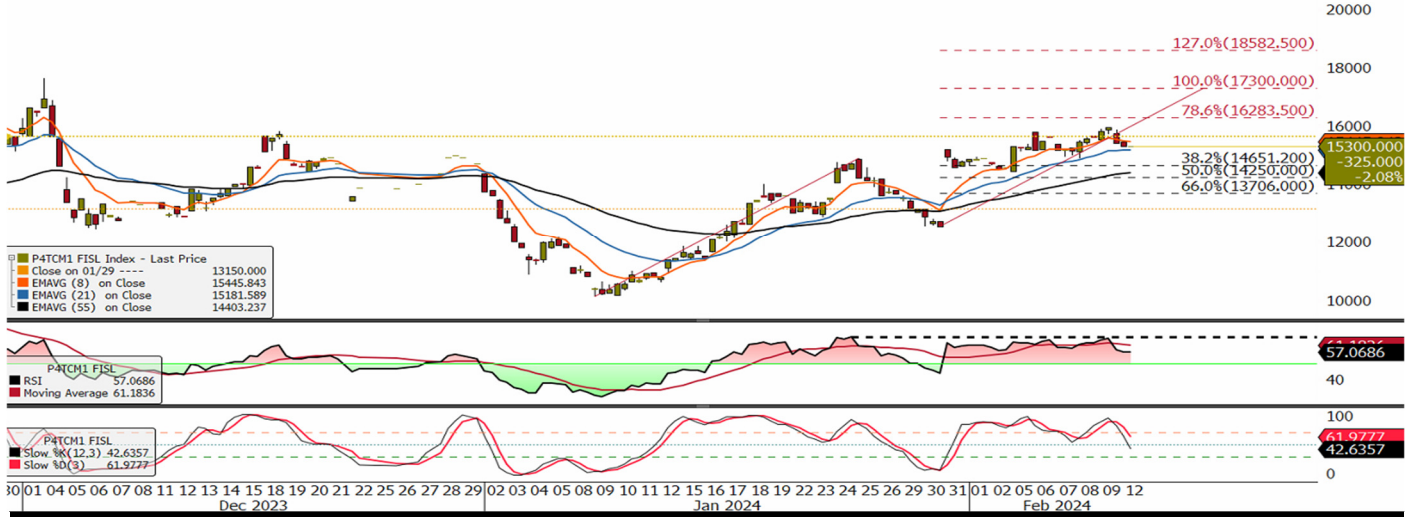 20000
127.0%(18582.500)
18000
100.0%(17300.000)
78.6%(16283.500)
16000
15300.000
-325.000
-2.08%
38.2%(14651.200)
50.0%(14250.000)
66.0%(13706.000)
12000
10000
P4TCM1 FISL Index - Last Price
Close on 01/29 ---- 13150.000
EMAVG (8) on Close 15445.843
EMAVG (21) on Close 15181.589
EMAVG (55) on Close 14403.237
57.0686
40
P4TCM1 FISL
RSI 57.0686
Moving Average 61.1836
100
61.9777
42.6357
0
P4TCM1 FISL
Slow %K(12,3) 42.6357
Slow %D(3) 61.9777
30 01 04 05 06 07 08 11 12 13 14 15 18 19 20 21 22 25 26 27 28 29 02 03 04 05 08 09 10 11 12 15 16 17 18 19 22 23 24 25 26 29 30 31 01 02 05 06 07 08 09 12
Dec 2023 Jan 2024 Feb 2024